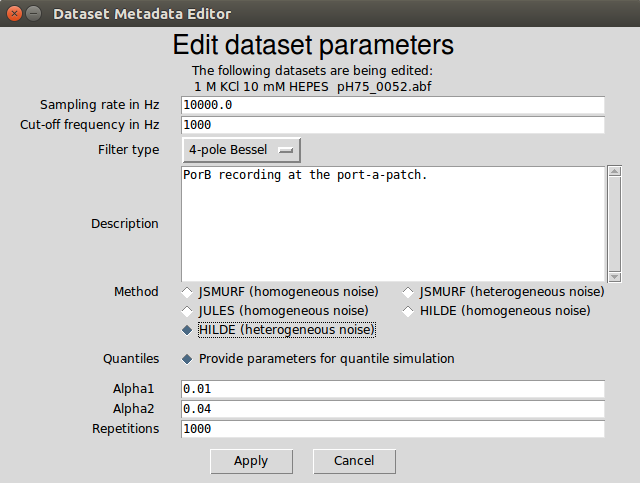 Dataset Metadata Editor
Edit dataset parameters
The following datasets are being edited:
1 M KCl 10 mM HEPES  pH75_0052.abf
Sampling rate in Hz 10000.0
Cut-off frequency in Hz 1000
Filter type 4-pole Bessel
Description PorB recording at the port-a-patch.
Method JSMURF (homogeneous noise) JSMURF (heterogeneous noise)
JULES (homogeneous noise) HILDE (homogeneous noise)
HILDE (heterogeneous noise)
Quantiles Provide parameters for quantile simulation
Alpha1 0.01
Alpha2 0.04
Repetitions 1000
Apply Cancel